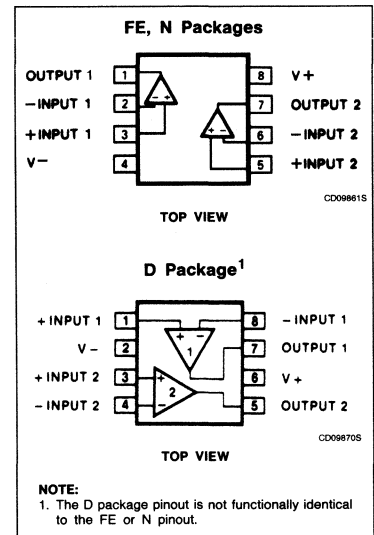 FE, N Packages
OUTPUT 1 1 8 V+
−INPUT 1 2 − + 7 OUTPUT 2
+INPUT 1 3 + − 6 −INPUT 2
V− 4 5 +INPUT 2
CD09861S
TOP VIEW
D Package1
+ INPUT 1 1 + − 8 − INPUT 1
V − 2 1 7 OUTPUT 1
+ INPUT 2 3 + 2 6 V +
− INPUT 2 4 − 5 OUTPUT 2
CD09870S
TOP VIEW
NOTE:
1. The D package pinout is not functionally identical
to the FE or N pinout.